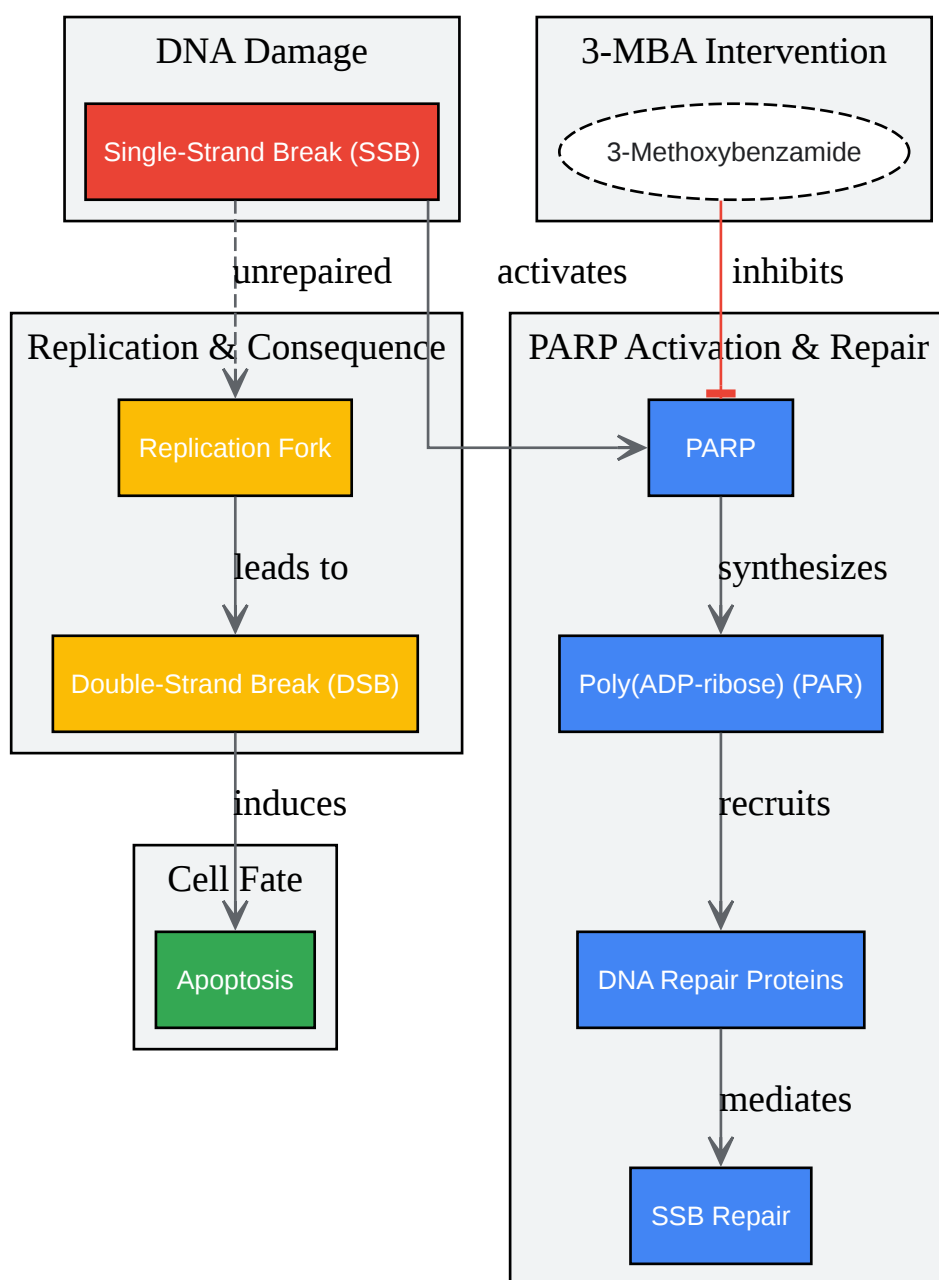 DNA Damage
3-MBA Intervention
Single-Strand Break (SSB)
3-Methoxybenzamide
unrepaired
activates
inhibits
Replication & Consequence
PARP Activation & Repair
Replication Fork
PARP
leads to
synthesizes
Double-Strand Break (DSB)
Poly(ADP-ribose) (PAR)
induces
recruits
Cell Fate
Apoptosis
DNA Repair Proteins
mediates
SSB Repair